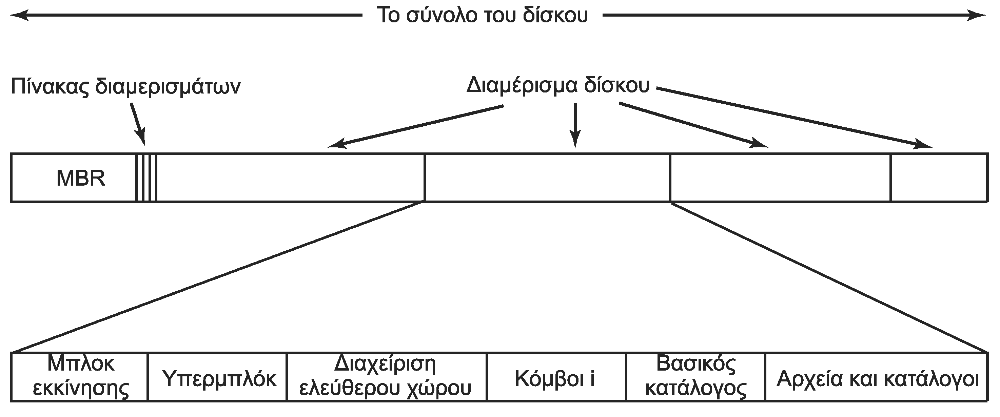 Το σύνολο του δίσκου
Πίνακας διαμερισμάτων
Διαμέρισμα δίσκου
MBR
Μπλοκ
εκκίνησης
Υπερμπλόκ
Διαχείριση
ελεύθερου χώρου
Κόμβοι i
Βασικός
κατάλογος
Αρχεία και κατάλογοι